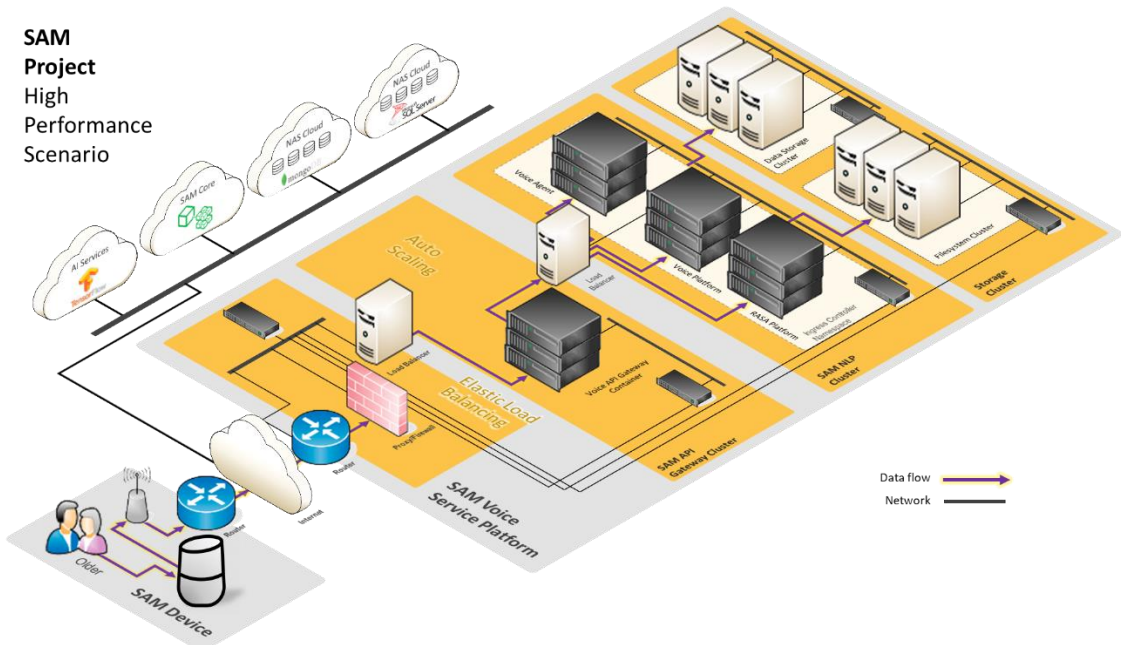 SAM
Project
High
Performance
Scenario
NAS Cloud
SQL Server
NAS Cloud
mongoDB
SAM Core
AI Services
TensorFlow
Data Storage
Cluster
Filesystem Cluster
Storage
Cluster
Voice Agent
Voice Platform
RASA Platform
Ingress Controller
Namespace
SAM NLP
Cluster
Auto
Scaling
Load
Balancer
Load Balancer
Voice API Gateway
Container
Elastic Load
Balancing
SAM API
Gateway Cluster
Proxy/Firewall
Router
Internet
SAM Voice
Service Platform
Router
Older
SAM Device
Data flow
Network